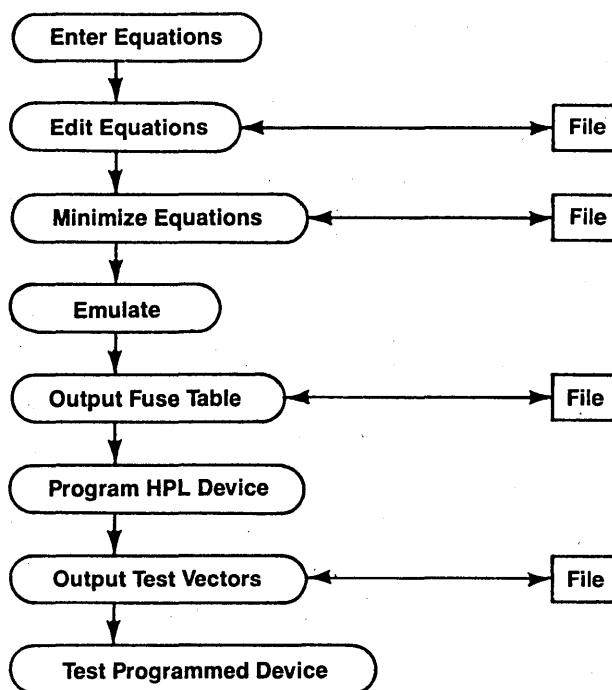 Enter Equations
Edit Equations
File
Minimize Equations
File
Emulate
Output Fuse Table
File
Program HPL Device
Output Test Vectors
File
Test Programmed Device